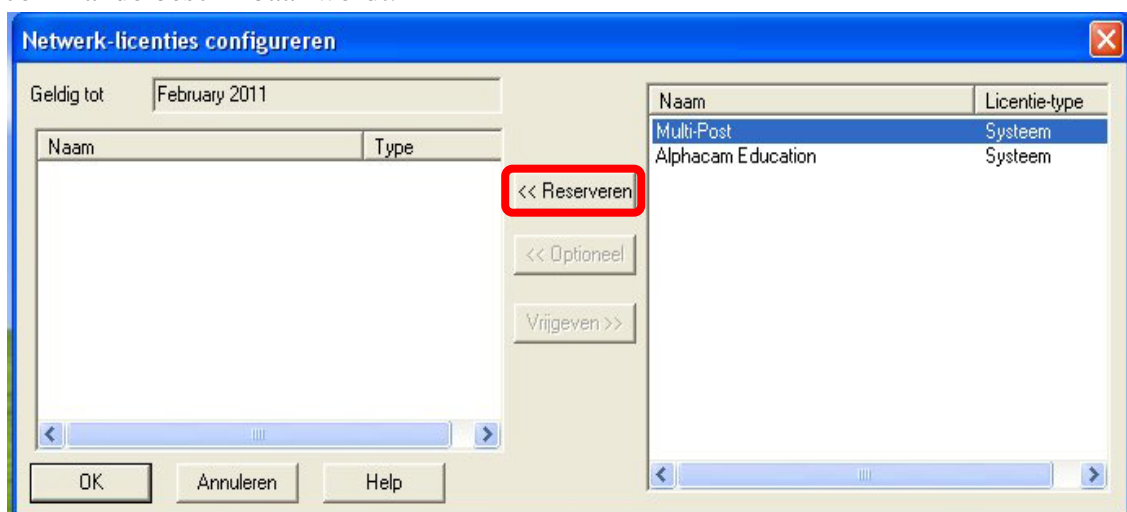 Netwerk-licenties configureren
Geldig tot February 2011
Naam Type
Naam Licentie-type
Multi-Post Systeem
Alphacam Education Systeem
<< Reserveren
<< Optioneel
Vrijgeven >>
OK Annuleren Help